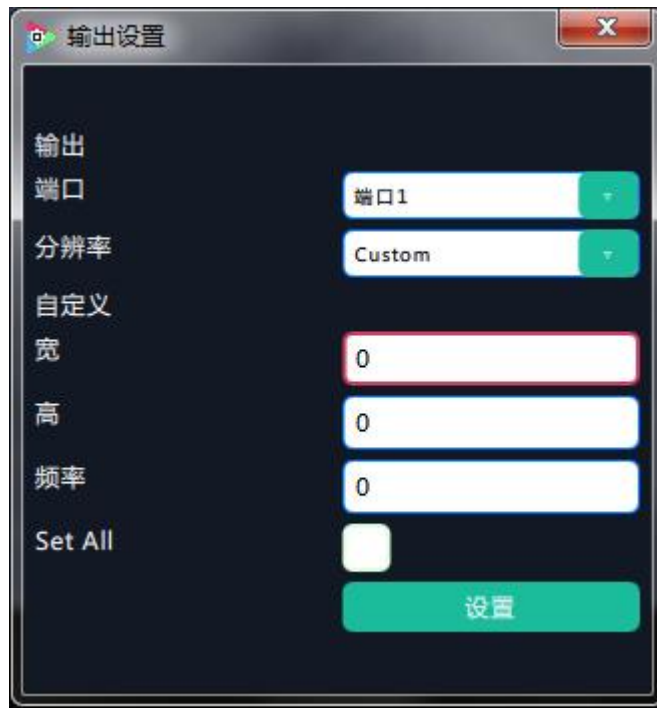 输出设置
输出
端口 端口1
分辨率 Custom
自定义
宽 0
高 0
频率 0
Set All
设置